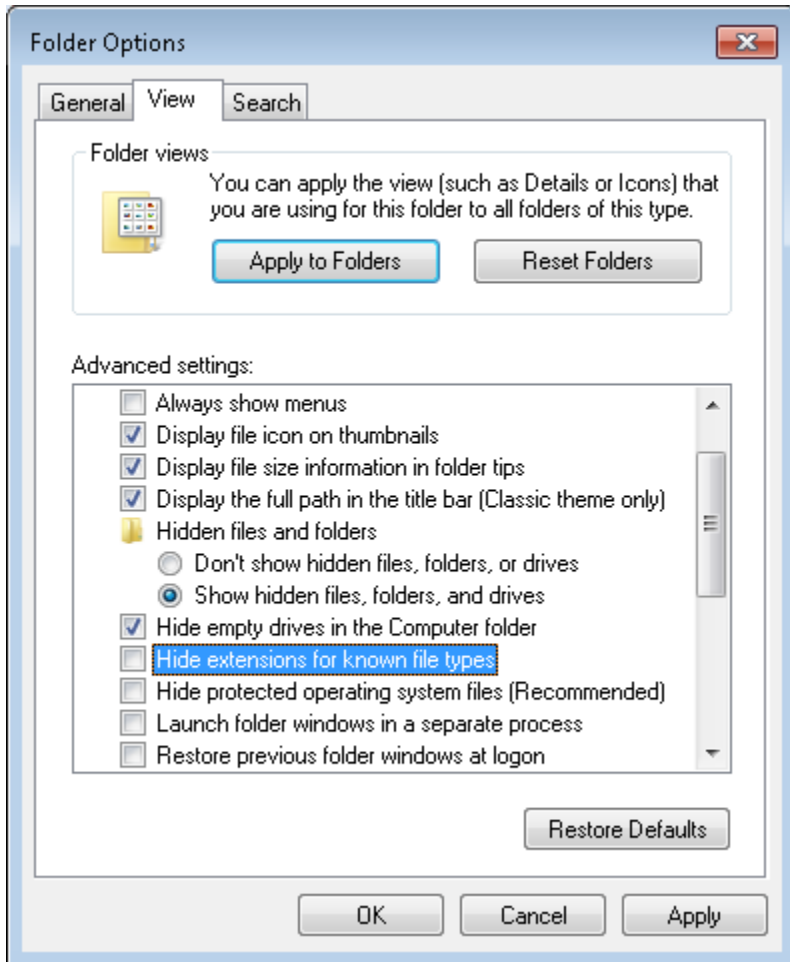 Folder Options
General
View
Search
Folder views
You can apply the view (such as Details or Icons) that
you are using for this folder to all folders of this type.
Apply to Folders
Reset Folders
Advanced settings:
Always show menus
Display file icon on thumbnails
Display file size information in folder tips
Display the full path in the title bar (Classic theme only)
Hidden files and folders
Don't show hidden files, folders, or drives
Show hidden files, folders, and drives
Hide empty drives in the Computer folder
Hide extensions for known file types
Hide protected operating system files (Recommended)
Launch folder windows in a separate process
Restore previous folder windows at logon
Restore Defaults
OK
Cancel
Apply